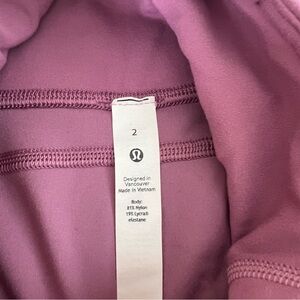 2
Designed in
Vancouver
Made in Vietnam
Body:
81% Nylon
19% Lycra®
elastane